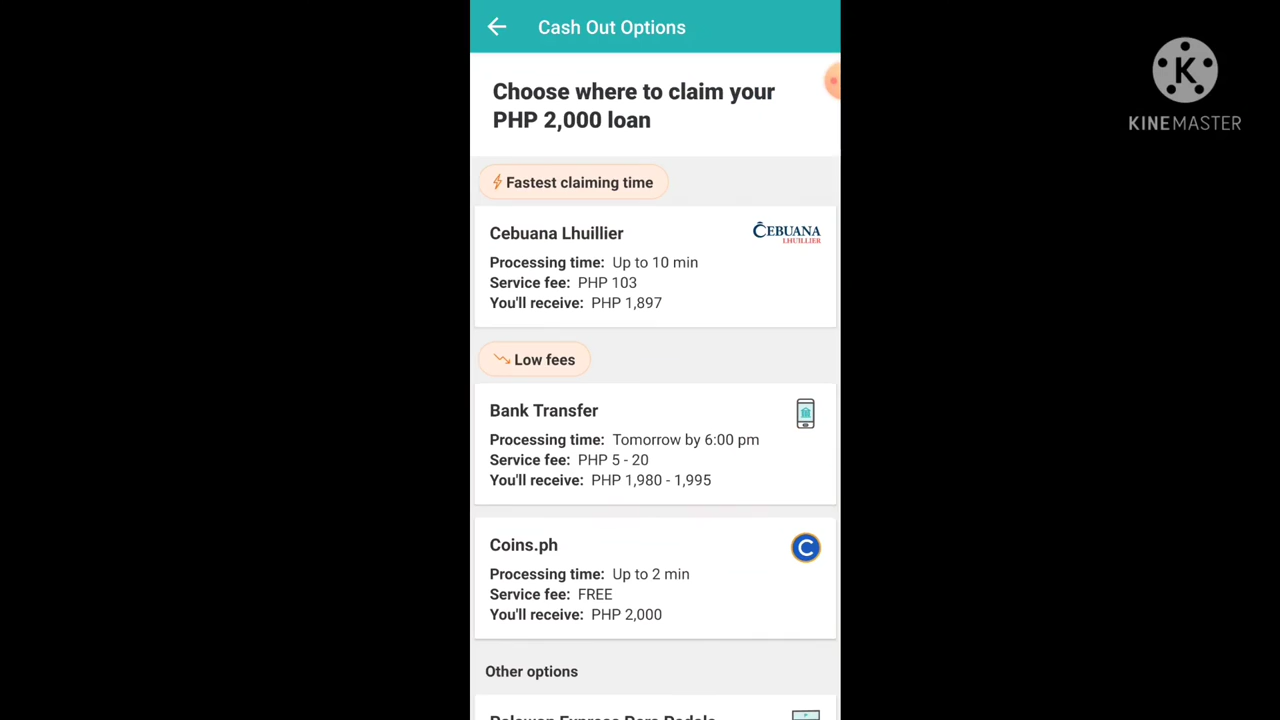 Cash Out Options
Choose where to claim your
PHP 2,000 loan
Fastest claiming time
Cebuana Lhuillier
CEBUANA
LHUILLIER
Processing time: Up to 10 min
Service fee: PHP 103
You'll receive: PHP 1,897
Low fees
Bank Transfer
Processing time: Tomorrow by 6:00 pm
Service fee: PHP 5 - 20
You'll receive: PHP 1,980 - 1,995
Coins.ph
C
Processing time: Up to 2 min
Service fee: FREE
You'll receive: PHP 2,000
Other options
K
KINEMASTER